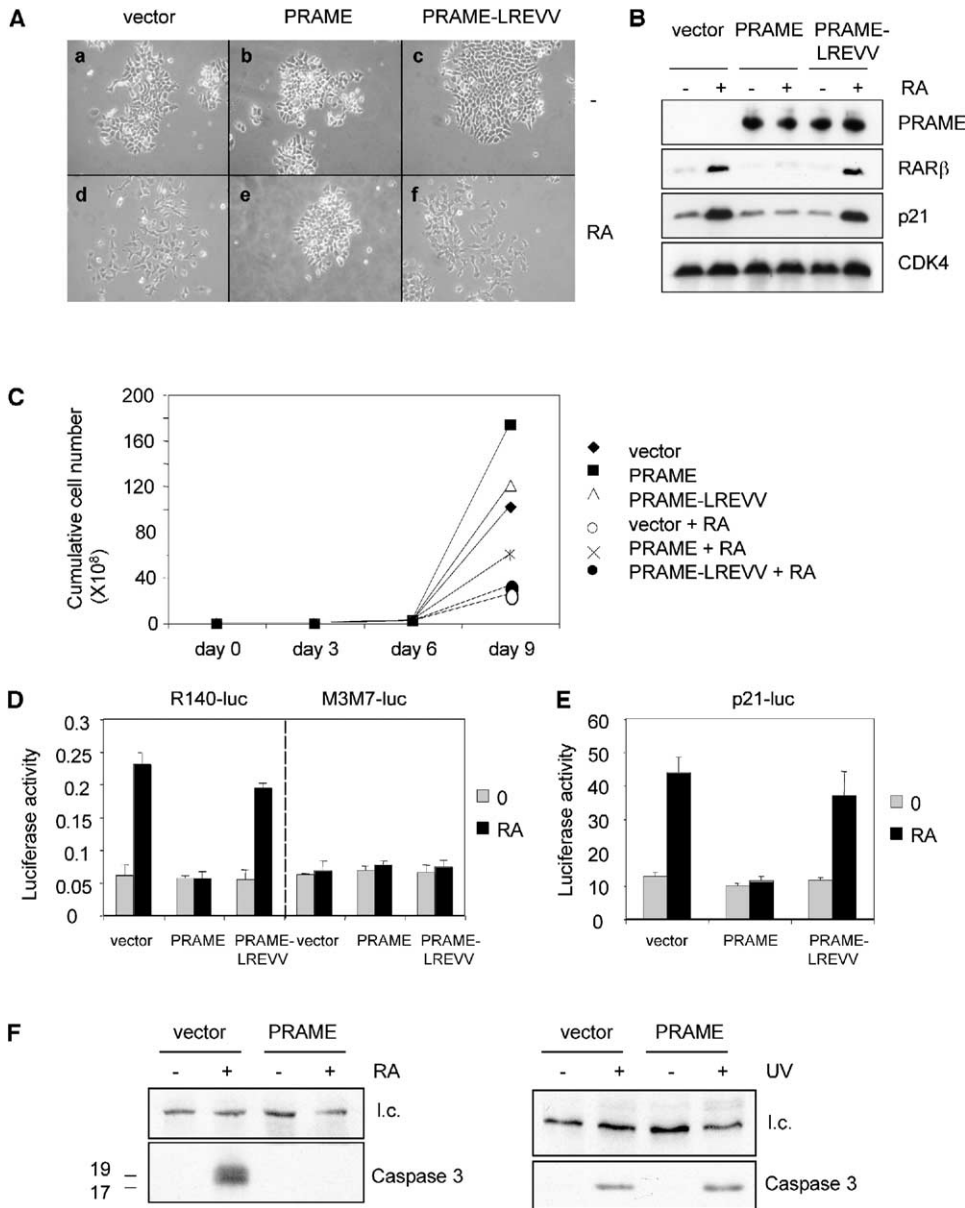 A
vector PRAME PRAME-LREVV
a b c
-
d e f
RA
B
vector PRAME PRAME-
LREVV
- + - + - + RA
PRAME
RARβ
p21
CDK4
C
Cumulative cell number
(X10⁸)
200
160
120
80
40
0
day 0 day 3 day 6 day 9
vector
PRAME
PRAME-LREVV
vector + RA
PRAME + RA
PRAME-LREVV + RA
D
R140-luc M3M7-luc
Luciferase activity
0.3
0.25
0.2
0.15
0.1
0.05
0
vector PRAME PRAME-
LREVV
vector PRAME PRAME-
LREVV
0
RA
E
p21-luc
Luciferase activity
60
50
40
30
20
10
0
vector PRAME PRAME-
LREVV
0
RA
F
vector PRAME
- + - + RA
l.c.
19
17
Caspase 3
vector PRAME
- + - + UV
l.c.
Caspase 3